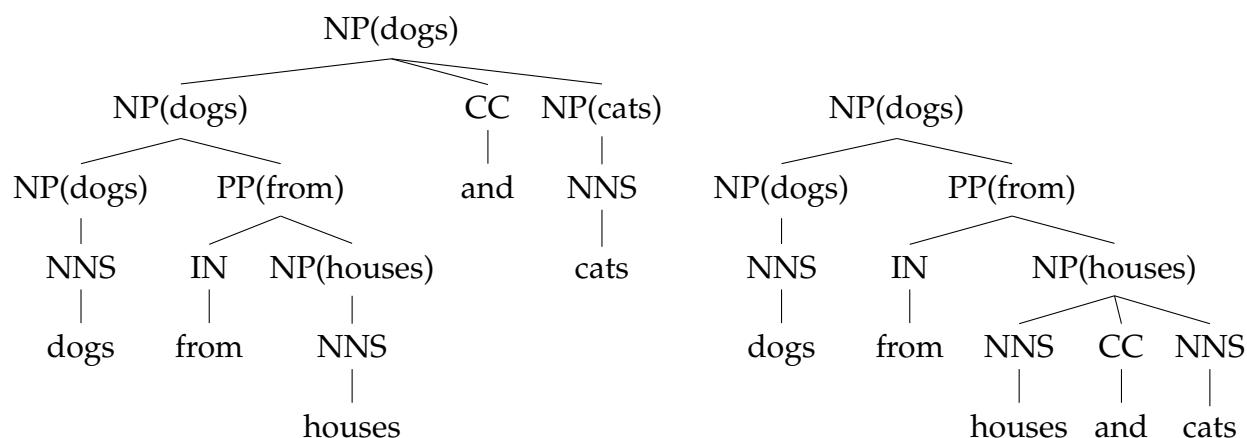 NP(dogs)
NP(dogs) CC NP(cats) NP(dogs)
NP(dogs) PP(from) and NNS NP(dogs) PP(from)
NNS IN NP(houses) cats NNS IN NP(houses)
dogs from NNS dogs from NNS CC NNS
houses houses and cats